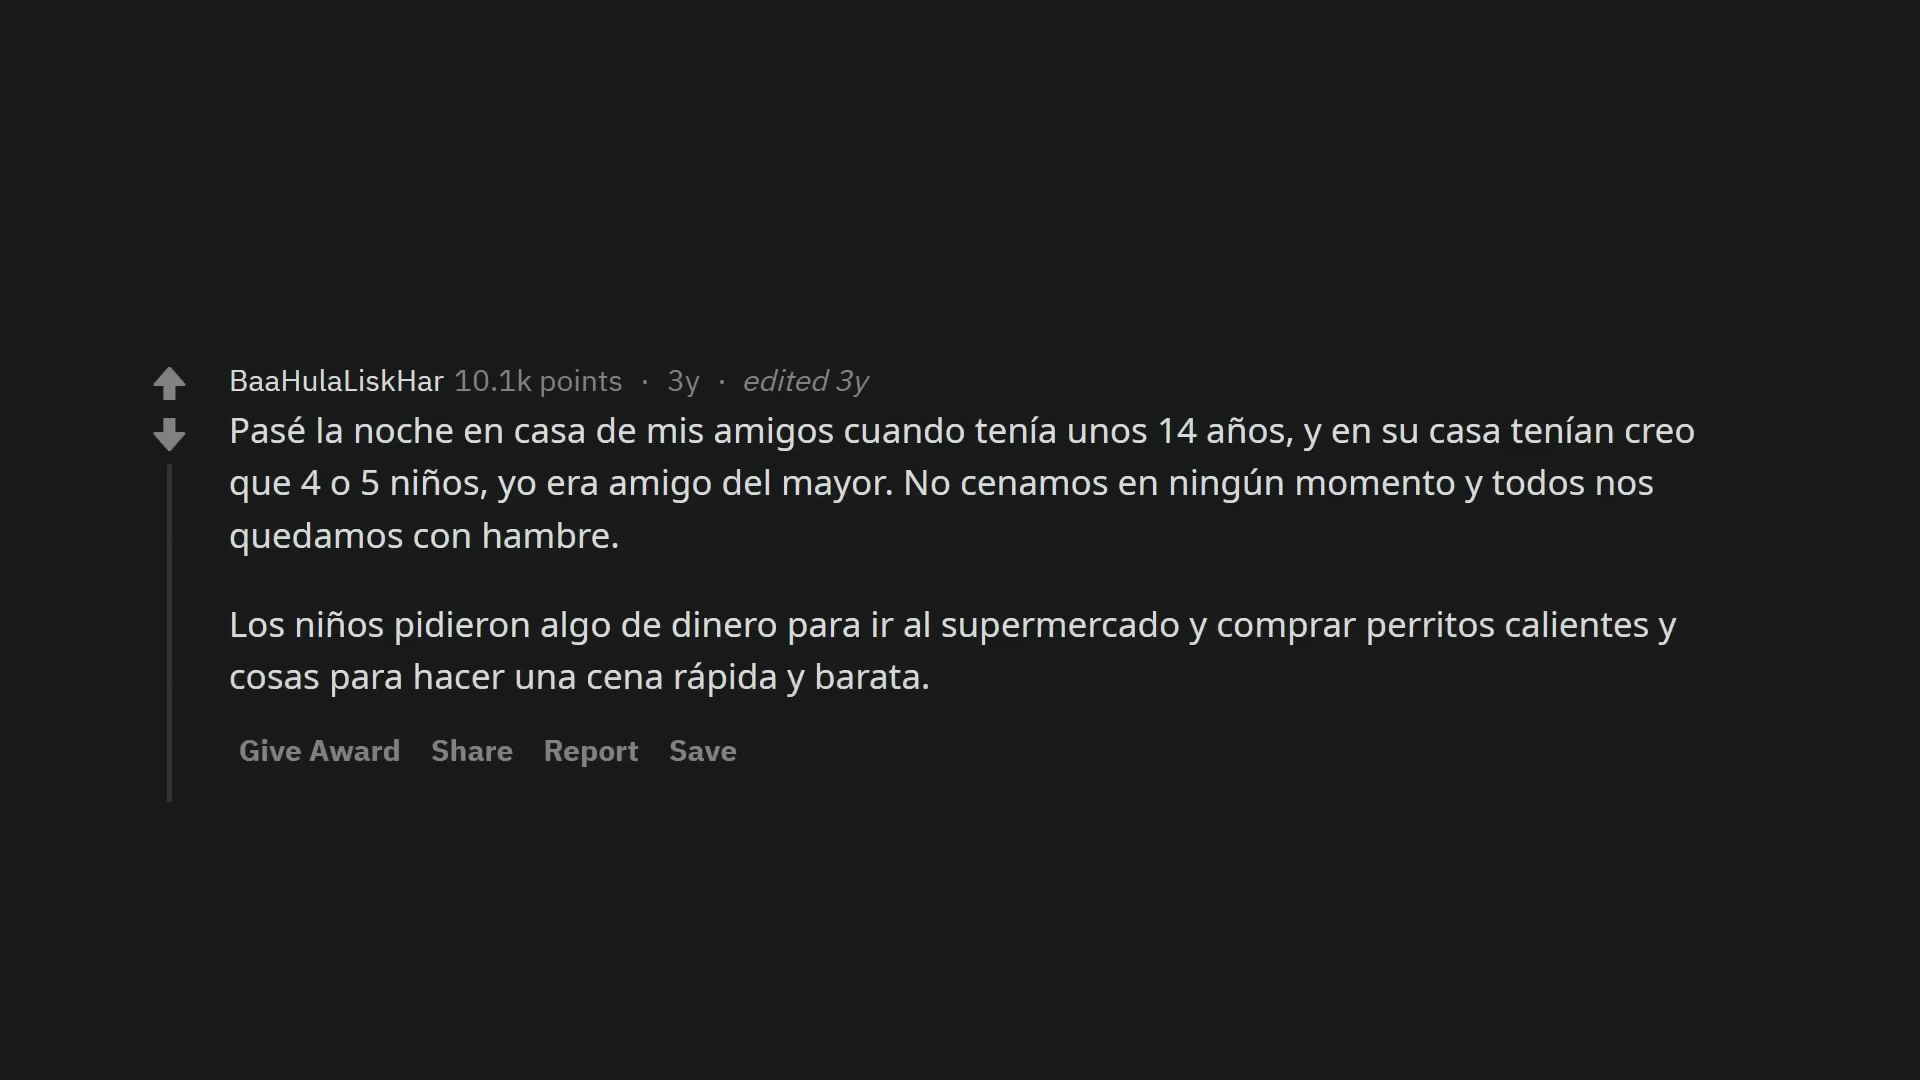 BaaHulaLiskHar 10.1k points · 3y · edited 3y
Pasé la noche en casa de mis amigos cuando tenía unos 14 años, y en su casa tenían creo
que 4 o 5 niños, yo era amigo del mayor. No cenamos en ningún momento y todos nos
quedamos con hambre.
Los niños pidieron algo de dinero para ir al supermercado y comprar perritos calientes y
cosas para hacer una cena rápida y barata.
Give Award Share Report Save